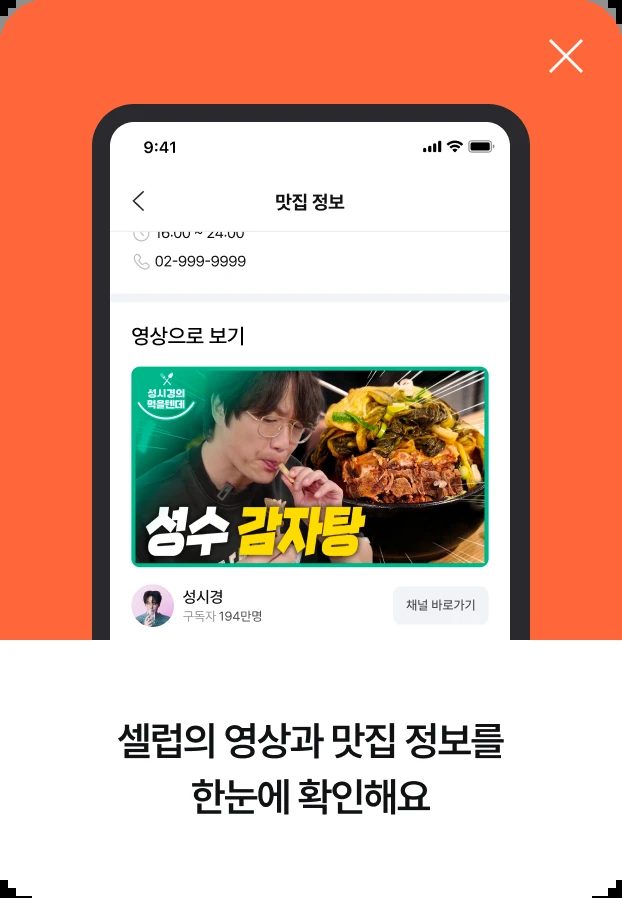 9:41
맛집 정보
16:00 ~ 24:00
02-999-9999
영상으로 보기
성시경의
먹을텐데
성수 감자탕
성시경
구독자 194만명
채널 바로가기
셀럽의 영상과 맛집 정보를
한눈에 확인해요